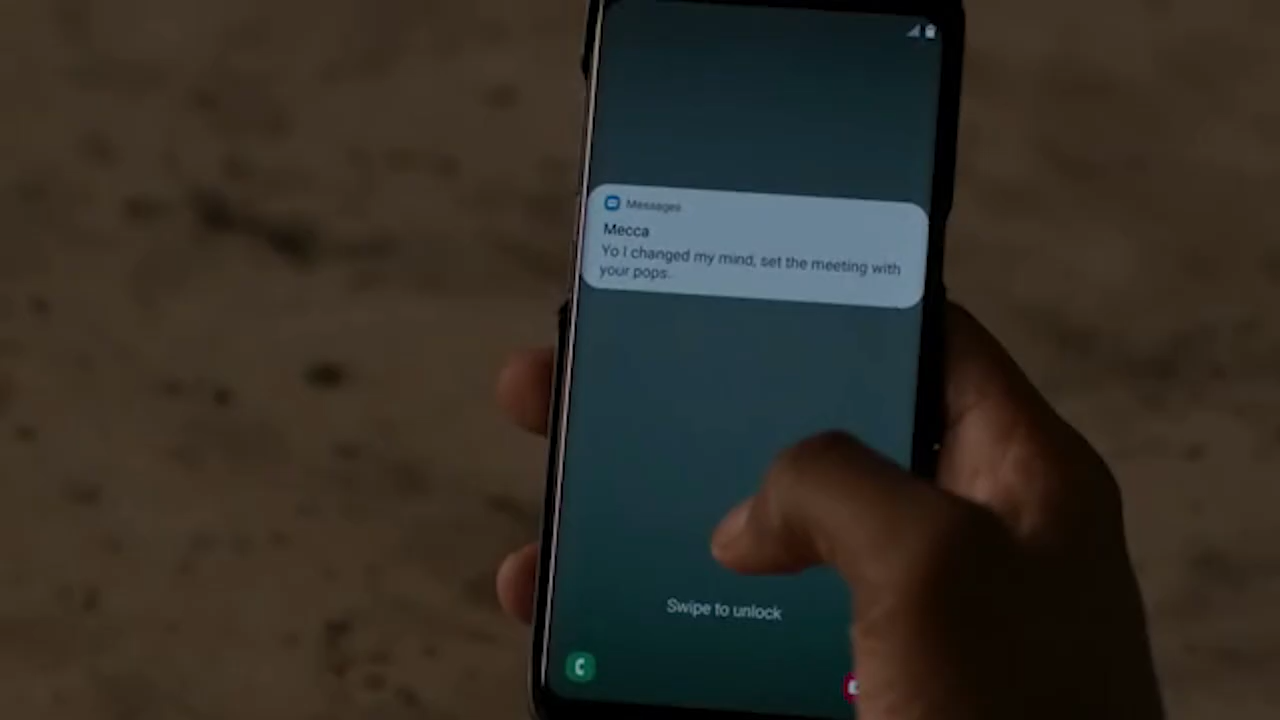 Messages
Mecca
Yo I changed my mind, set the meeting with
your pops.
Swipe to unlock